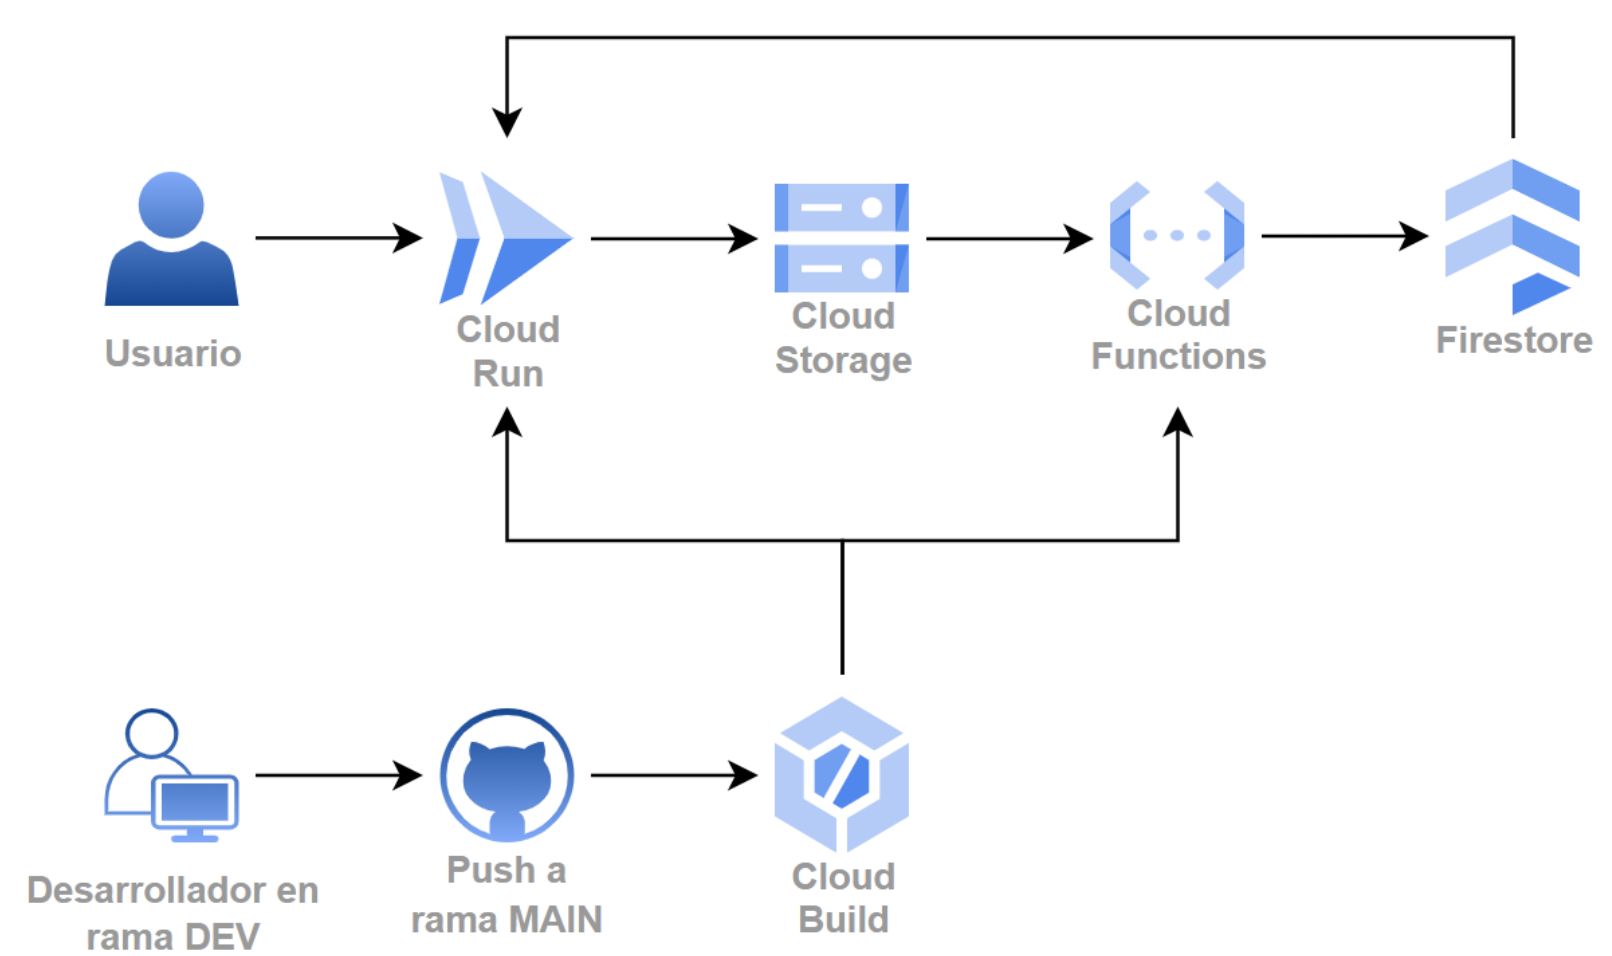 Usuario
Cloud
Run
Cloud
Storage
Cloud
Functions
Firestore
Desarrollador en
rama DEV
Push a
rama MAIN
Cloud
Build